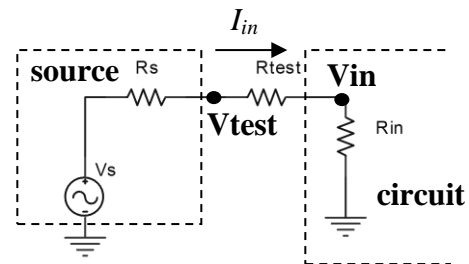 I_in
source
Rs
Rtest
Vin
Vtest
Rin
Vs
circuit